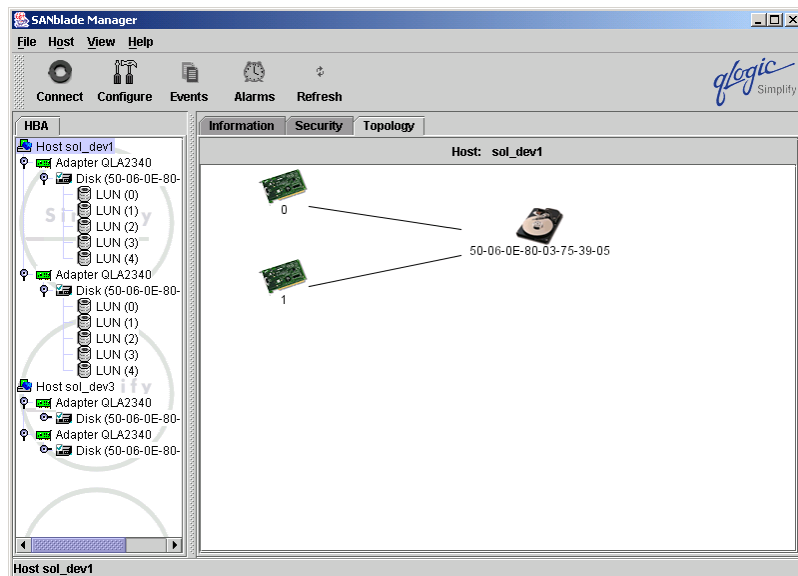 SANblade Manager
File Host View Help
Connect Configure Events Alarms Refresh
qlogic
Simplify
HBA
Information Security Topology
Host: sol_dev1
Host sol_dev1
Adapter QLA2340
Disk (50-06-0E-80-
LUN (0)
LUN (1)
LUN (2)
LUN (3)
LUN (4)
Adapter QLA2340
Disk (50-06-0E-80-
LUN (0)
LUN (1)
LUN (2)
LUN (3)
LUN (4)
Host sol_dev3
Adapter QLA2340
Disk (50-06-0E-80-
Adapter QLA2340
Disk (50-06-0E-80-
0
50-06-0E-80-03-75-39-05
1
Host sol_dev1